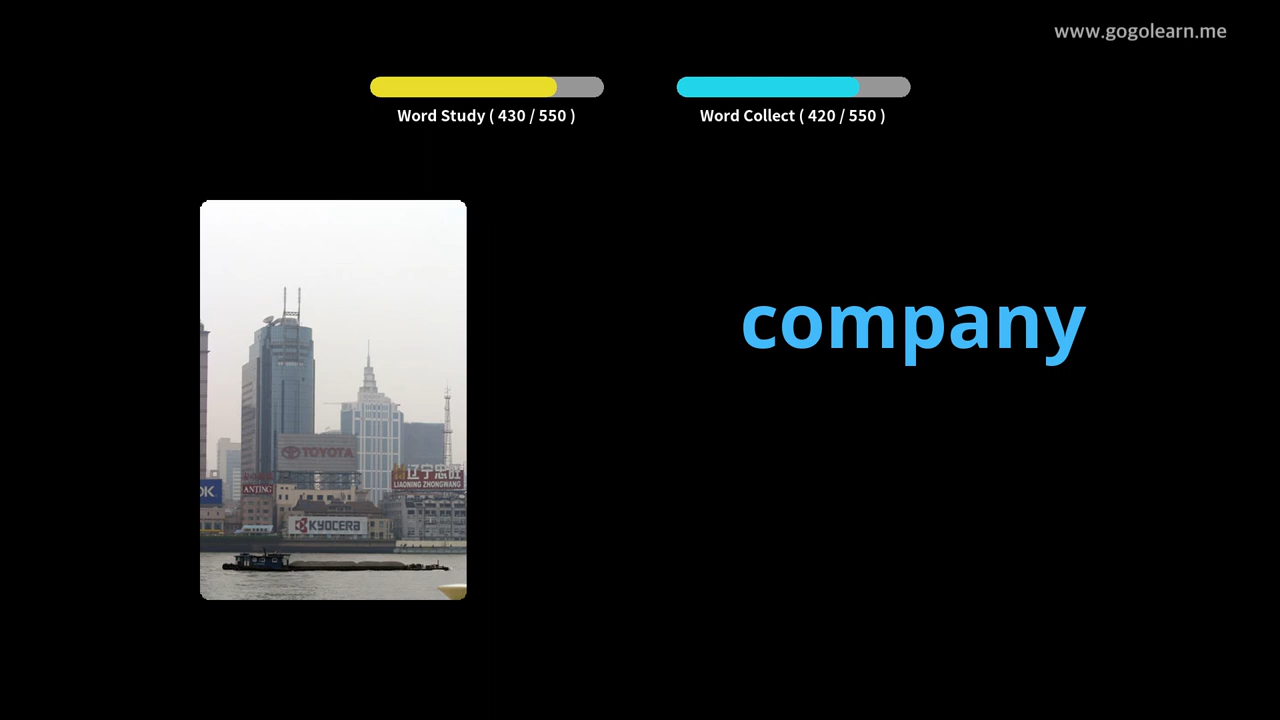 www.gogolearn.me
Word Study ( 430 / 550 )
Word Collect ( 420 / 550 )
company
TOYOTA
辽宁忠旺
LIAONING ZHONGWANG
ANTING
OK
KYOCERA